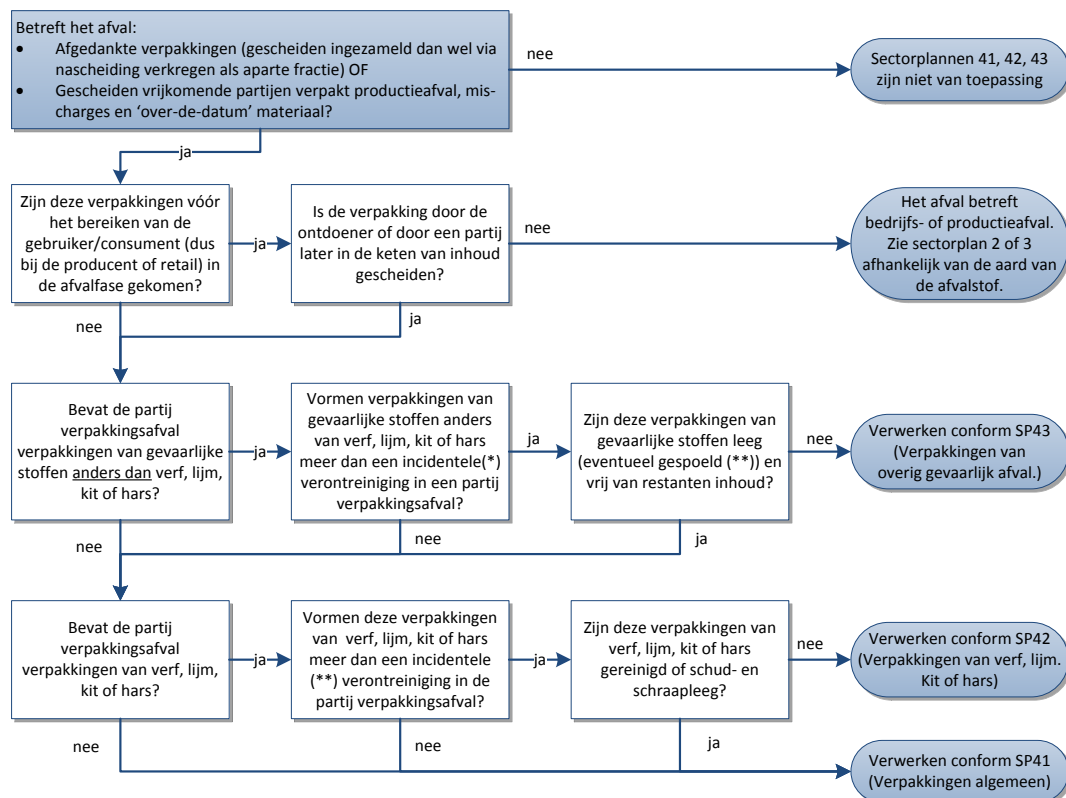 Betreft het afval:
• Afgedankte verpakkingen (gescheiden ingezameld dan wel via
nascheiding verkregen als aparte fractie) OF
• Gescheiden vrijkomende partijen verpakt productieafval, mis-
charges en ‘over-de-datum’ materiaal?
nee
Sectorplannen 41, 42, 43
zijn niet van toepassing
ja
Zijn deze verpakkingen vóór
het bereiken van de
gebruiker/consument (dus
bij de producent of retail) in
de afvalfase gekomen?
ja
Is de verpakking door de
ontdoener of door een partij
later in de keten van inhoud
gescheiden?
nee
Het afval betreft
bedrijfs- of productieafval.
Zie sectorplan 2 of 3
afhankelijk van de aard van
de afvalstof.
nee
ja
Bevat de partij
verpakkingsafval
verpakkingen van gevaarlijke
stoffen anders dan verf, lijm,
kit of hars?
ja
Vormen verpakkingen van
gevaarlijke stoffen anders
van verf, lijm, kit of hars
meer dan een incidentele(*)
verontreiniging in een partij
verpakkingsafval?
ja
Zijn deze verpakkingen van
gevaarlijke stoffen leeg
(eventueel gespoeld (**)) en
vrij van restanten inhoud?
nee
Verwerken conform SP43
(Verpakkingen van
overig gevaarlijk afval.)
nee
nee
ja
Bevat de partij
verpakkingsafval
verpakkingen van verf, lijm,
kit of hars?
ja
Vormen deze verpakkingen
van verf, lijm, kit of hars
meer dan een incidentele
(**) verontreiniging in de
partij verpakkingsafval?
ja
Zijn deze verpakkingen van
verf, lijm, kit of hars
gereinigd of schud- en
schraapleeg?
nee
Verwerken conform SP42
(Verpakkingen van verf, lijm.
Kit of hars)
nee
nee
ja
Verwerken conform SP41
(Verpakkingen algemeen)